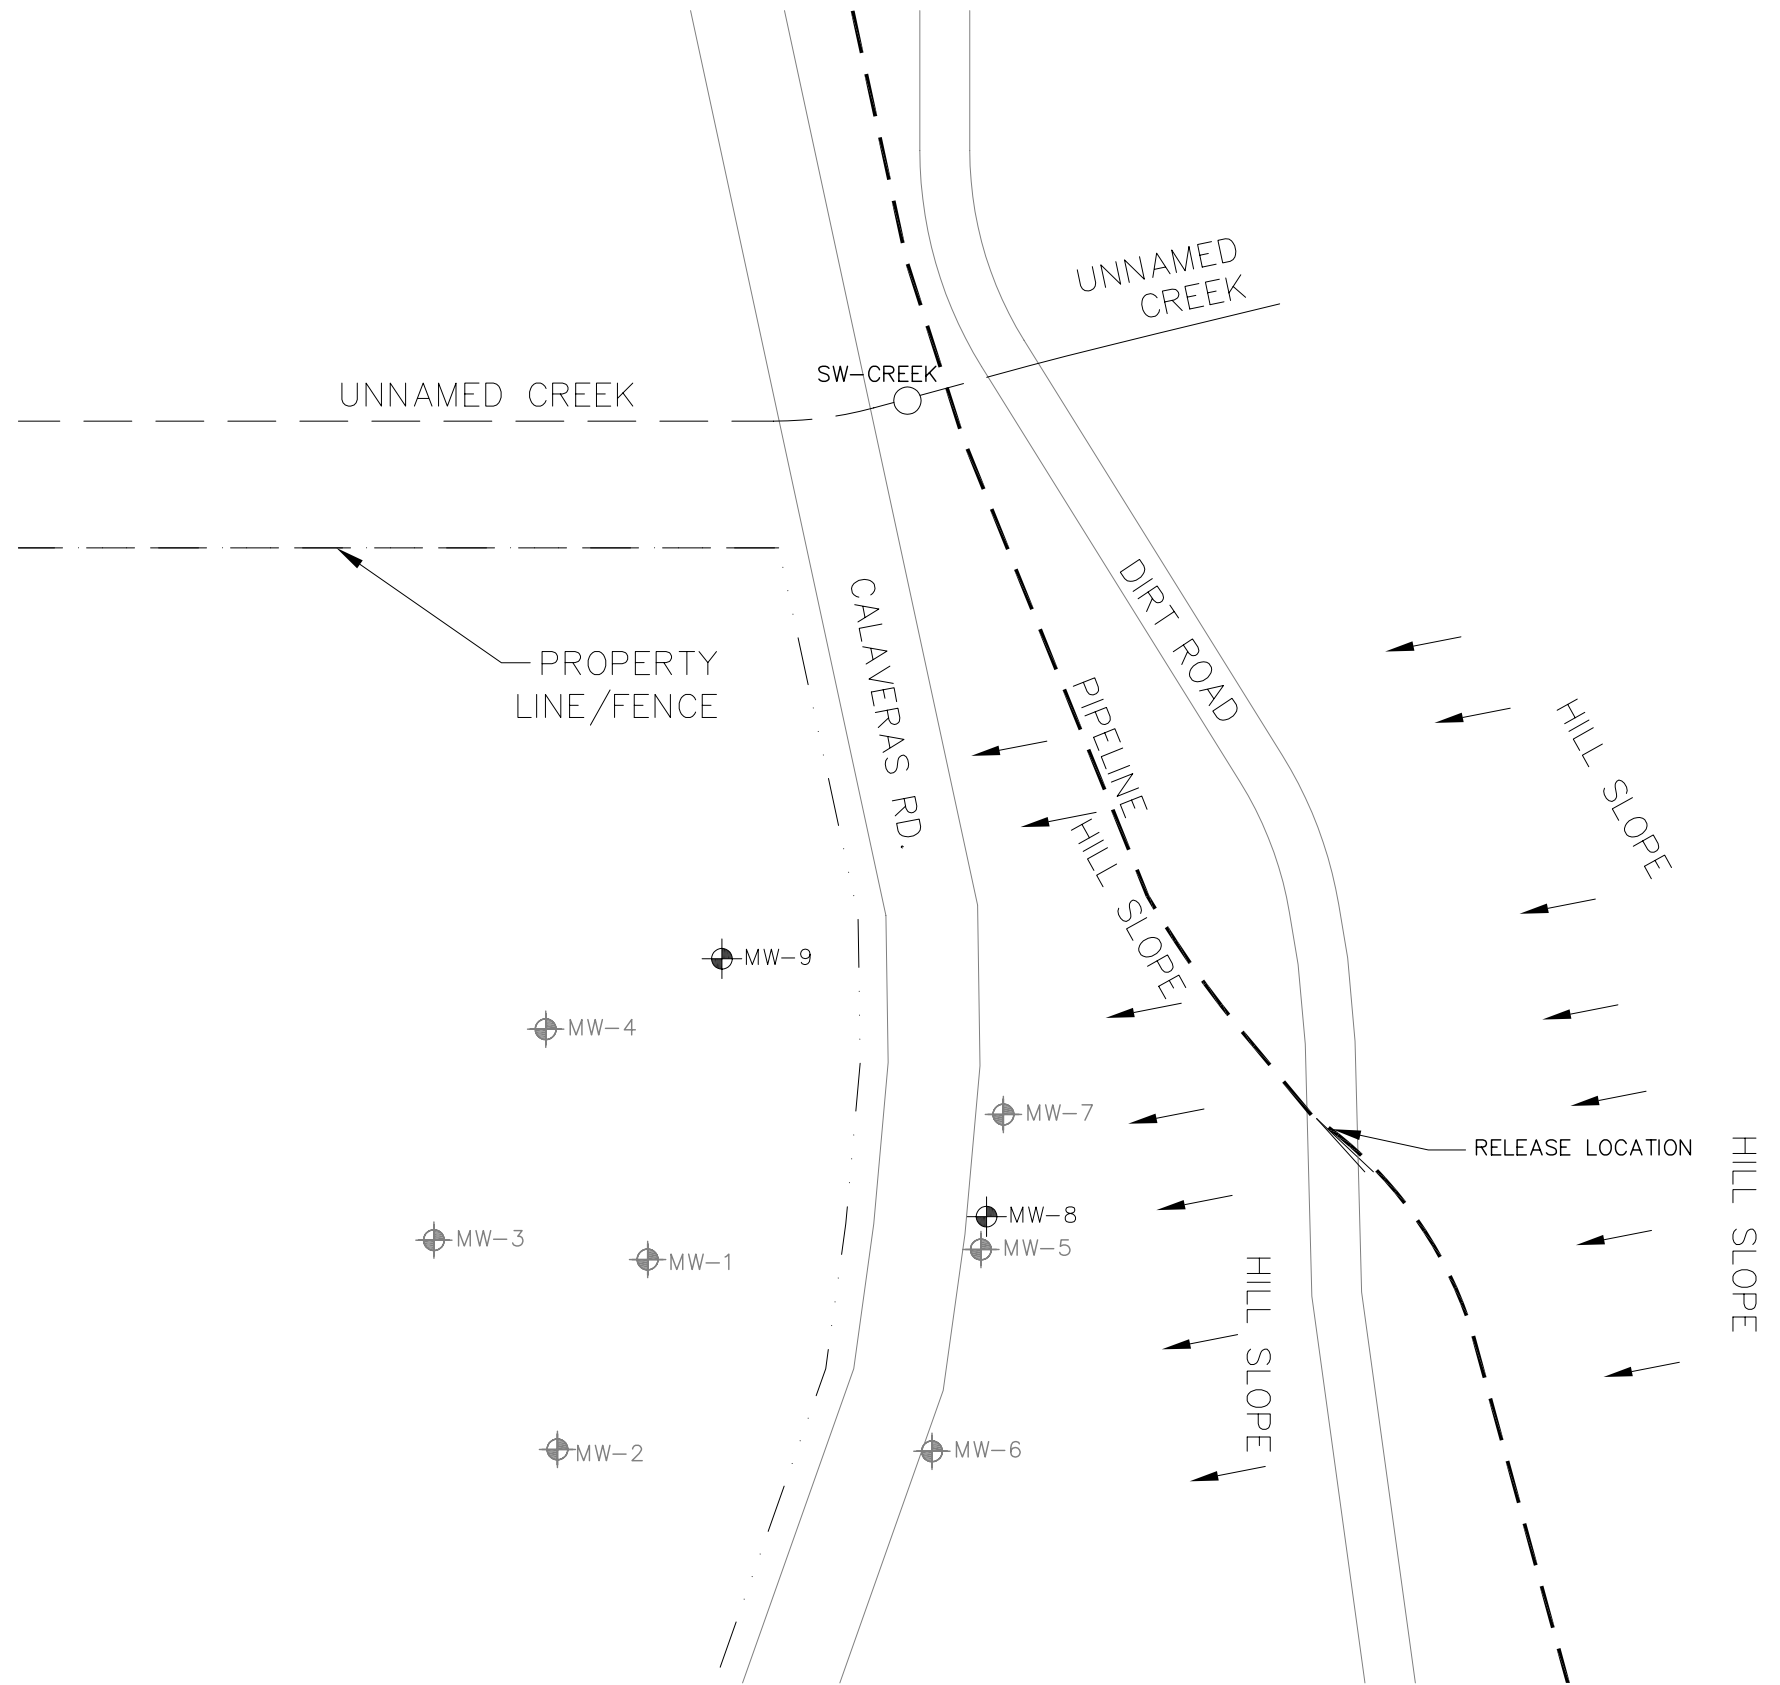 UNNAMED
CREEK
SW-CREEK
UNNAMED CREEK
DIRT ROAD
CALAVERAS RD.
PROPERTY
LINE/FENCE
PIPELINE
HILL SLOPE
HILL SLOPE
MW-9
MW-4
MW-7
RELEASE LOCATION
HILL SLOPE
MW-8
MW-3
MW-1
MW-5
HILL SLOPE
MW-2
MW-6